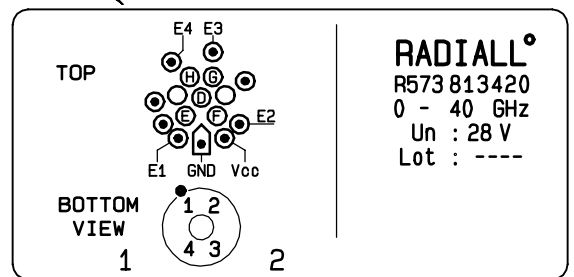 E4 E3
TOP
H G
D
E F
E2
E1 GND Vcc
BOTTOM
VIEW
1 2
4 3
1 2
RADIALL°
R573 813420
0 - 40 GHz
Un : 28 V
Lot : ----